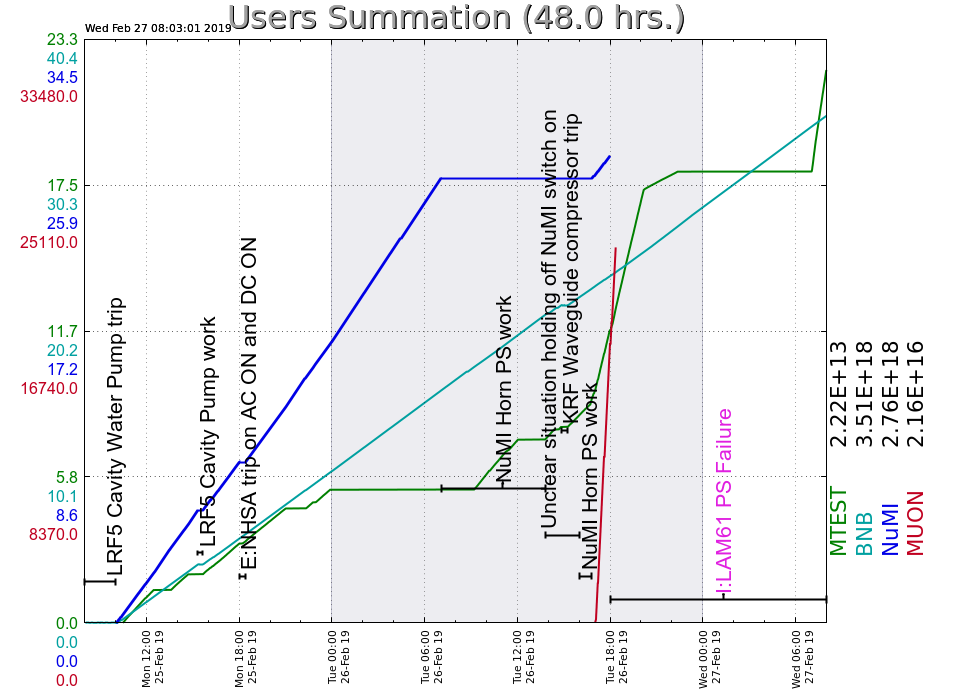 Users Summation (48.0 hrs.)
Wed Feb 27 08:03:01 2019
23.3
40.4
34.5
33480.0
17.5
30.3
25.9
25110.0
11.7
20.2
17.2
16740.0
5.8
10.1
8.6
8370.0
0.0
0.0
0.0
0.0
LRF5 Cavity Water Pump trip
LRF5 Cavity Pump work
E:NHSA trip on AC ON and DC ON
NuMI Horn PS work
Unclear situation holding off NuMI switch on
KRF Waveguide compressor trip
NuMI Horn PS work
I:LAM61 PS Failure
MTEST 2.22E+13
BNB 3.51E+18
NuMI 2.76E+18
MUON 2.16E+16
Mon 12:00
25-Feb 19
Mon 18:00
25-Feb 19
Tue 00:00
26-Feb 19
Tue 06:00
26-Feb 19
Tue 12:00
26-Feb 19
Tue 18:00
26-Feb 19
Wed 00:00
27-Feb 19
Wed 06:00
27-Feb 19